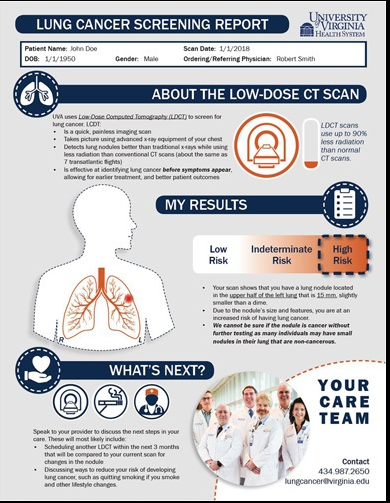 LUNG CANCER SCREENING REPORT
UNIVERSITY
of VIRGINIA
HEALTH SYSTEM
Patient Name: John Doe
Scan Date: 1/1/2018
DOB: 1/1/1950
Gender: Male
Ordering/Referring Physician: Robert Smith
ABOUT THE LOW-DOSE CT SCAN
UVA uses Low-Dose Computed Tomography (LDCT) to screen for
lung cancer. LCDT:
• Is a quick, painless imaging scan
• Takes picture using advanced x-ray equipment of your chest
• Detects lung nodules better than traditional x-rays while using
less radiation than conventional CT scans (about the same as
7 transatlantic flights)
• Is effective at identifying lung cancer before symptoms appear,
allowing for earlier treatment, and better patient outcomes
LDCT scans
use up to 90%
less radiation
than normal
CT scans.
MY RESULTS
Low
Risk
Indeterminate
Risk
High
Risk
• Your scan shows that you have a lung nodule located
in the upper half of the left lung that is 15 mm, slightly
smaller than a dime.
• Due to the nodule's size and features, you are at an
increased risk of having lung cancer.
• We cannot be sure if the nodule is cancer without
further testing as many individuals may have small
nodules in their lung that are non-cancerous.
R
L
WHAT'S NEXT?
Speak to your provider to discuss the next steps in your
care. These will most likely include:
• Scheduling another LDCT within the next 3 months
that will be compared to your current scan for
changes in the nodule
• Discussing ways to reduce your risk of developing
lung cancer, such as quitting smoking if you smoke
and other lifestyle changes.
YOUR
CARE
TEAM
Contact
434.987.2650
lungcancer@virginia.edu